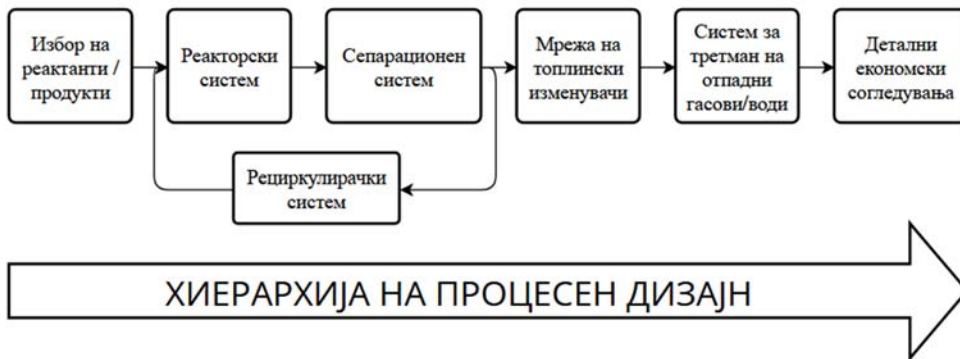 Избор на
реактанти /
продукти
Реакторски
систем
Сепарационен
систем
Мрежа на
топлински
изменувачи
Систем за
третман на
отпадни
гасови/води
Детални
економски
согледувања
Рециркулирачки
систем
ХИЕРАРХИЈА НА ПРОЦЕСЕН ДИЗАЈН